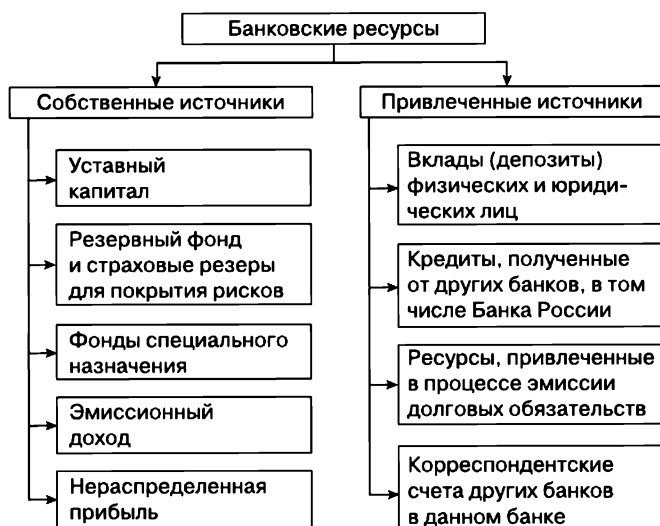 Банковские ресурсы
Собственные источники
Уставный
капитал
Резервный фонд
и страховые резеры
для покрытия рисков
Фонды специального
назначения
Эмиссионный
доход
Нераспределенная
прибыль
Привлеченные источники
Вклады (депозиты)
физических и юриди-
ческих лиц
Кредиты, полученные
от других банков, в том
числе Банка России
Ресурсы, привлеченные
в процессе эмиссии
долговых обязательств
Корреспондентские
счета других банков
в данном банке